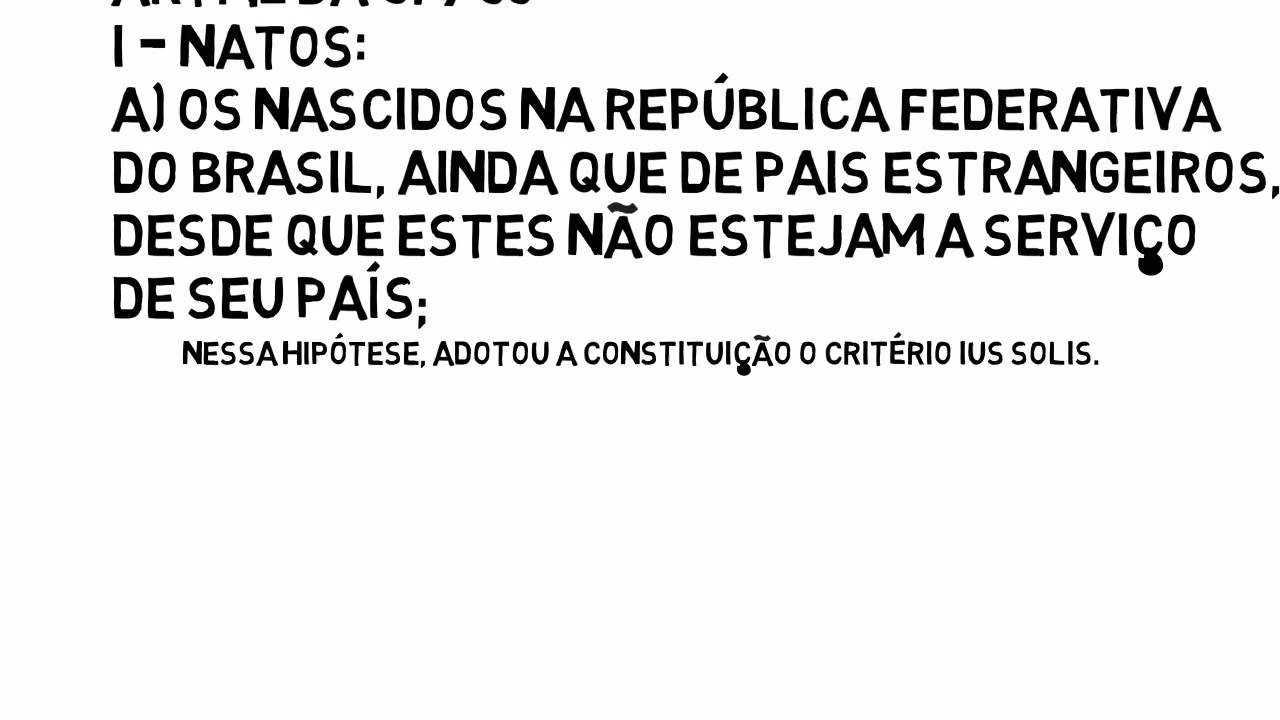 I – NATOS:
A) OS NASCIDOS NA REPÚBLICA FEDERATIVA
DO BRASIL, AINDA QUE DE PAIS ESTRANGEIROS,
DESDE QUE ESTES NÃO ESTEJAM A SERVIÇO
DE SEU PAÍS;
NESSA HIPÓTESE, ADOTOU A CONSTITUIÇÃO O CRITÉRIO IUS SOLIS.